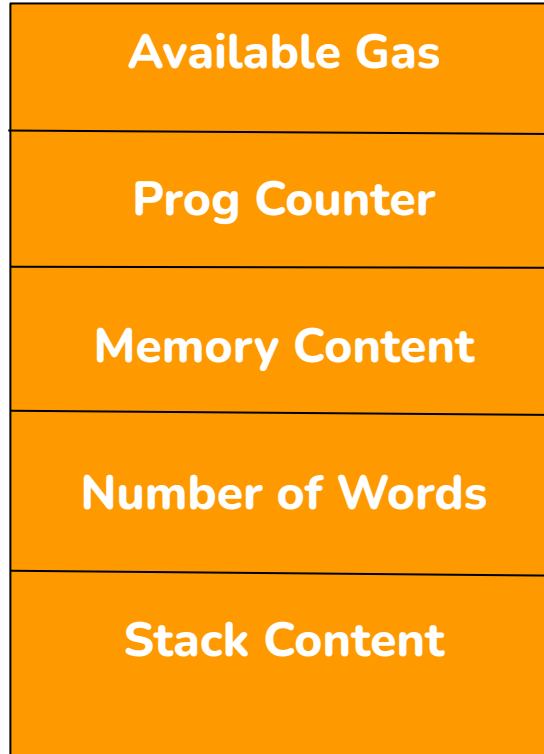 Available Gas
Prog Counter
Memory Content
Number of Words
Stack Content